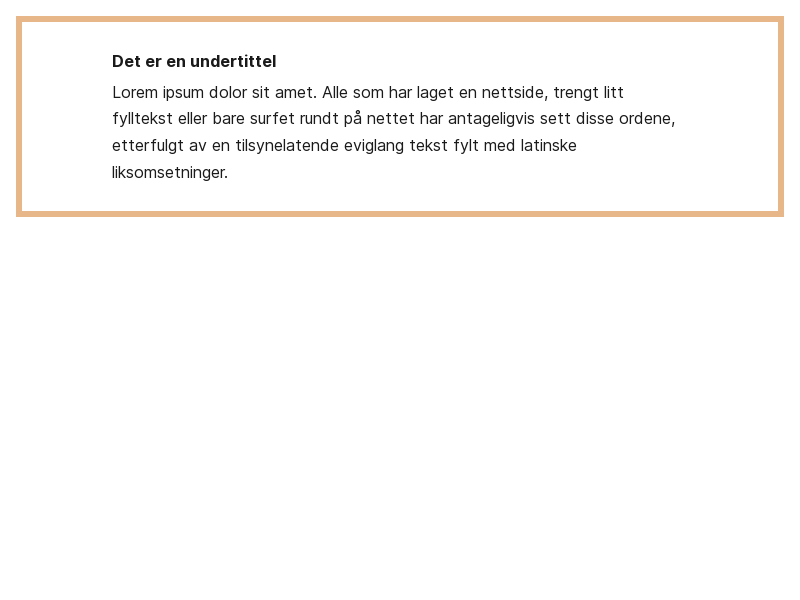 Det er en undertittel
Lorem ipsum dolor sit amet. Alle som har laget en nettside, trengt litt
fylltekst eller bare surfet rundt på nettet har antageligvis sett disse ordene,
etterfulgt av en tilsynelatende eviglang tekst fylt med latinske
liksomsetninger.